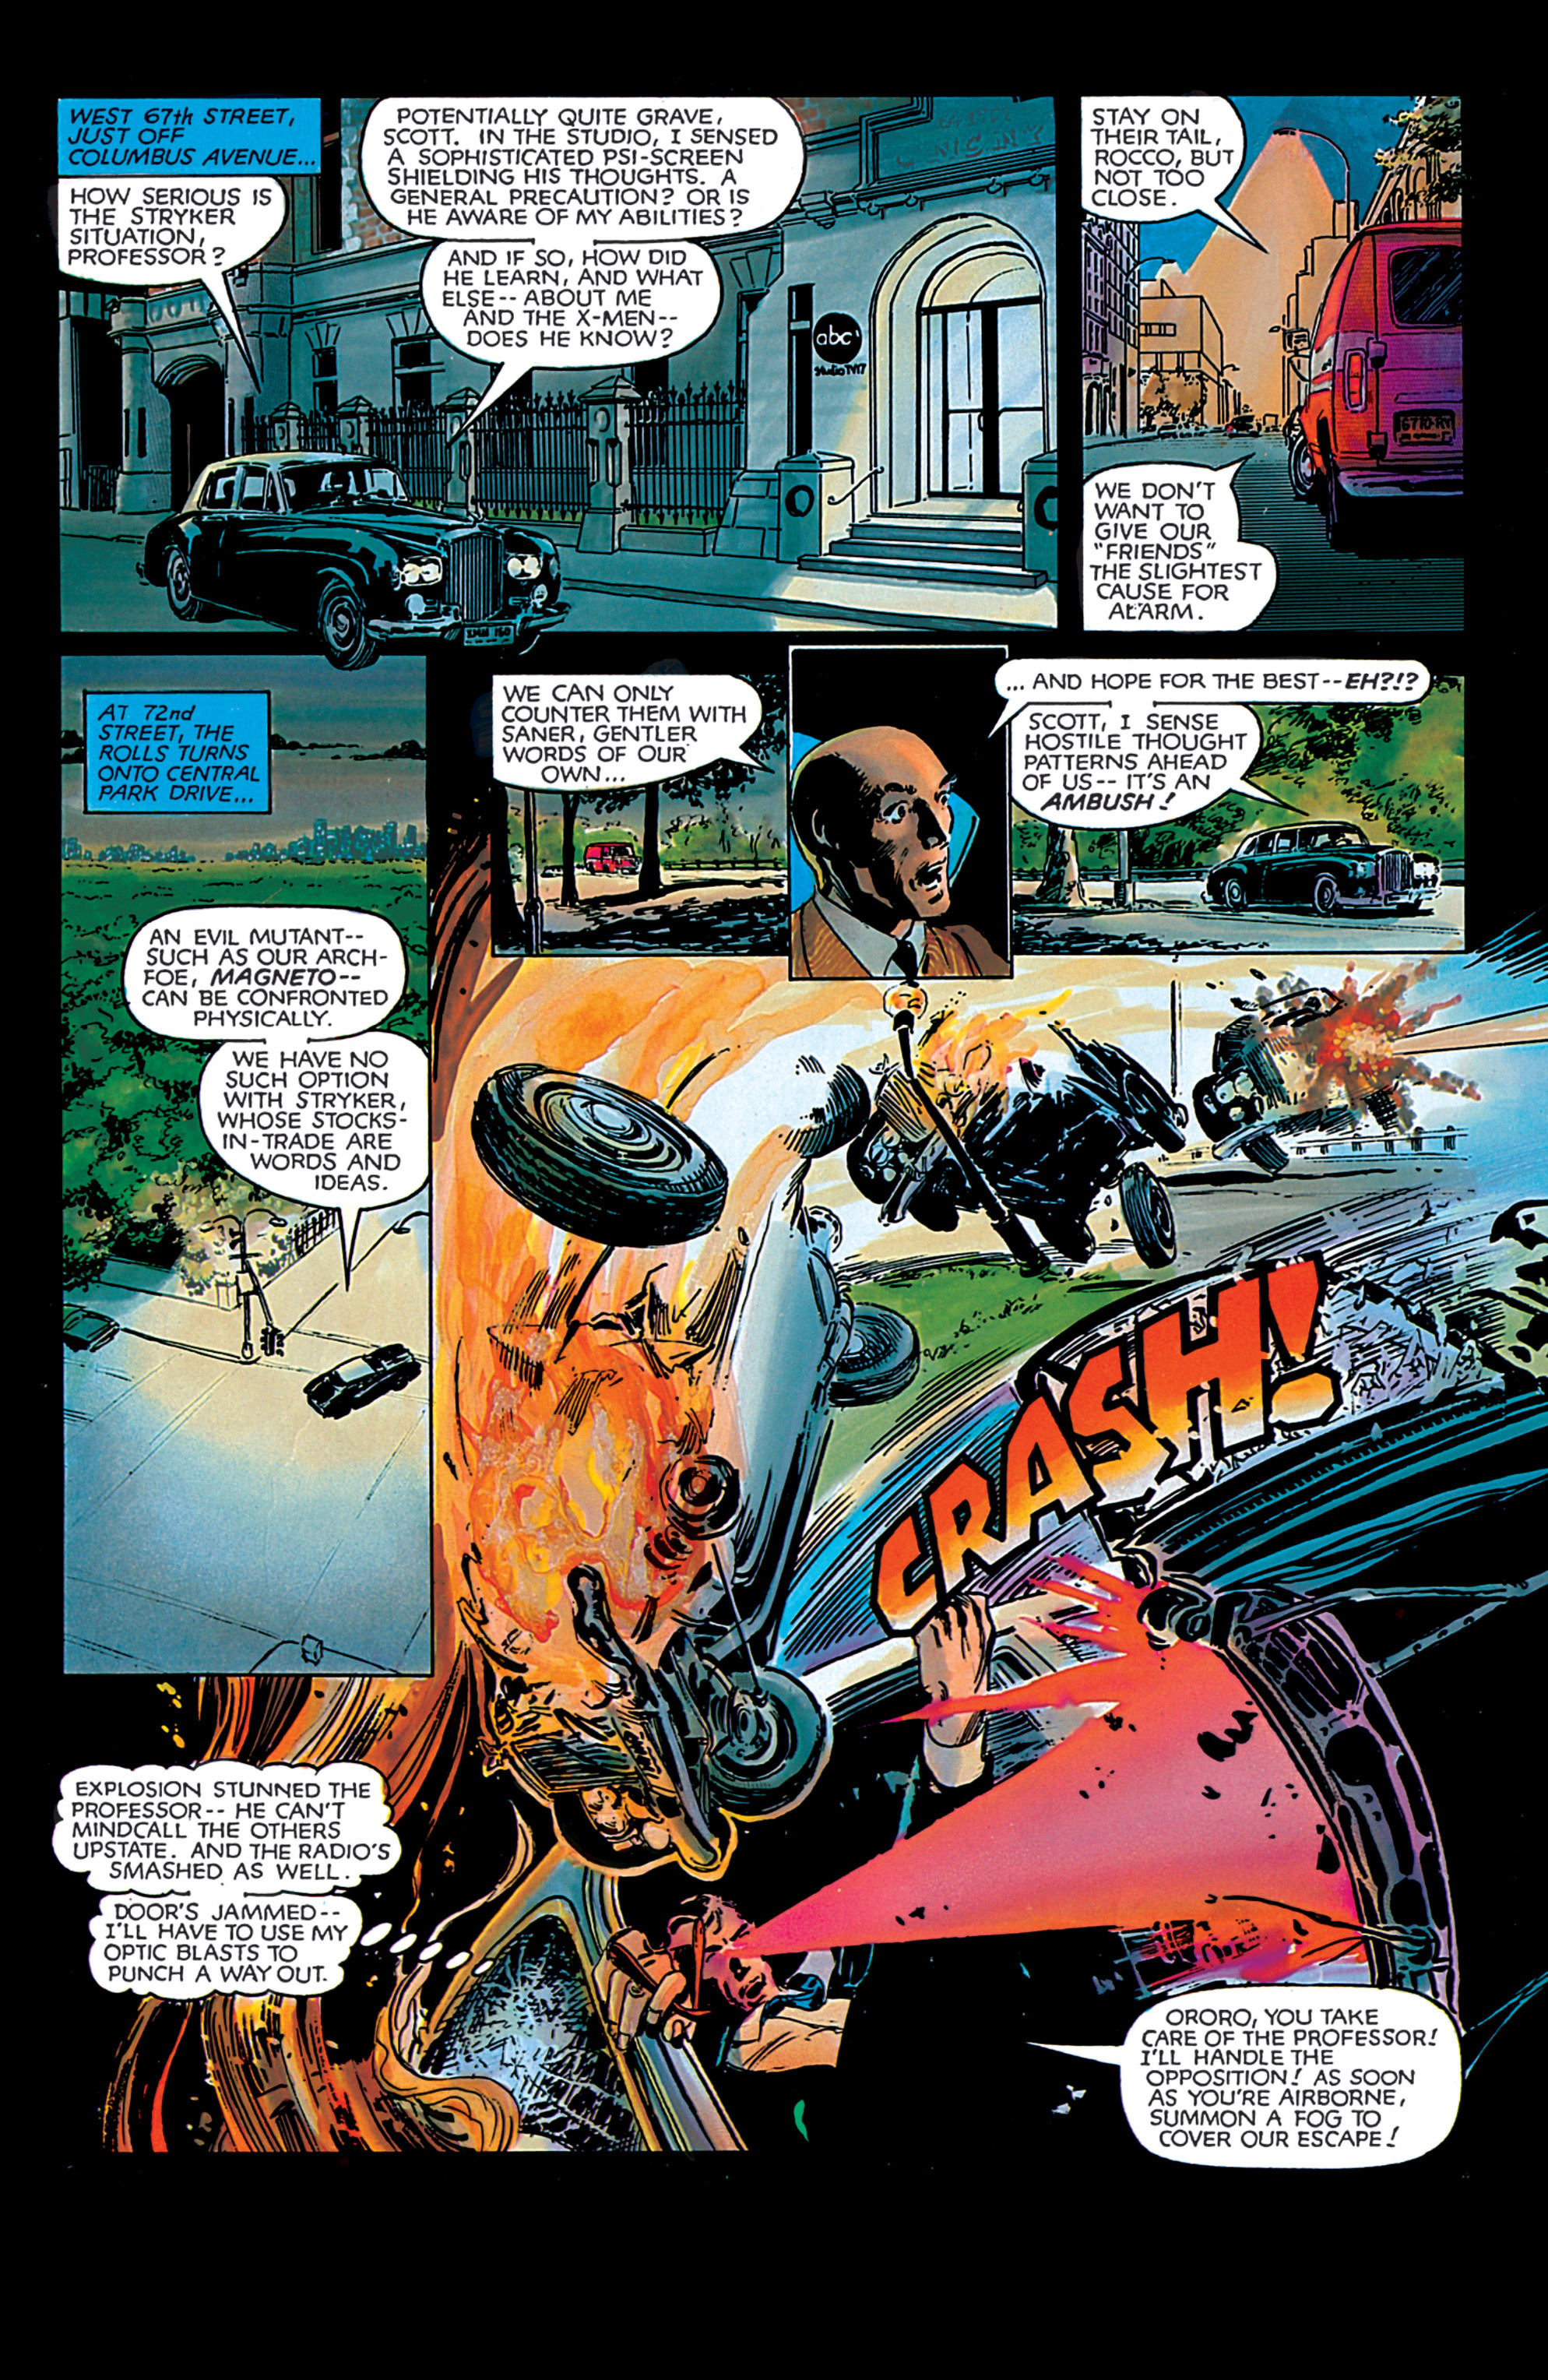 WEST 67th STREET,
JUST OFF
COLUMBUS AVENUE...
HOW SERIOUS IS
THE STRYKER
SITUATION,
PROFESSOR?
POTENTIALLY QUITE GRAVE,
SCOTT. IN THE STUDIO, I SENSED
A SOPHISTICATED PSI-SCREEN
SHIELDING HIS THOUGHTS. A
GENERAL PRECAUTION? OR IS
HE AWARE OF MY ABILITIES?
AND IF SO, HOW DID
HE LEARN, AND WHAT
ELSE-- ABOUT ME
AND THE X-MEN--
DOES HE KNOW?
abc
Studio TV17
STAY ON
THEIR TAIL,
ROCCO, BUT
NOT TOO
CLOSE.
WE DON'T
WANT TO
GIVE OUR
"FRIENDS"
THE SLIGHTEST
CAUSE FOR
ALARM.
AT 72nd
STREET, THE
ROLLS TURNS
ONTO CENTRAL
PARK DRIVE...
AN EVIL MUTANT--
SUCH AS OUR ARCH-
FOE, MAGNETO--
CAN BE CONFRONTED
PHYSICALLY.
WE HAVE NO
SUCH OPTION
WITH STRYKER,
WHOSE STOCKS-
IN-TRADE ARE
WORDS AND
IDEAS.
WE CAN ONLY
COUNTER THEM WITH
SANER, GENTLER
WORDS OF OUR
OWN...
... AND HOPE FOR THE BEST--EH?!?
SCOTT, I SENSE
HOSTILE THOUGHT
PATTERNS AHEAD
OF US-- IT'S AN
AMBUSH!
CRASH!
EXPLOSION STUNNED THE
PROFESSOR-- HE CAN'T
MINDCALL THE OTHERS
UPSTATE. AND THE RADIO'S
SMASHED AS WELL.
DOOR'S JAMMED--
I'LL HAVE TO USE MY
OPTIC BLASTS TO
PUNCH A WAY OUT.
ORORO, YOU TAKE
CARE OF THE PROFESSOR!
I'LL HANDLE THE
OPPOSITION! AS SOON
AS YOU'RE AIRBORNE,
SUMMON A FOG TO
COVER OUR ESCAPE!